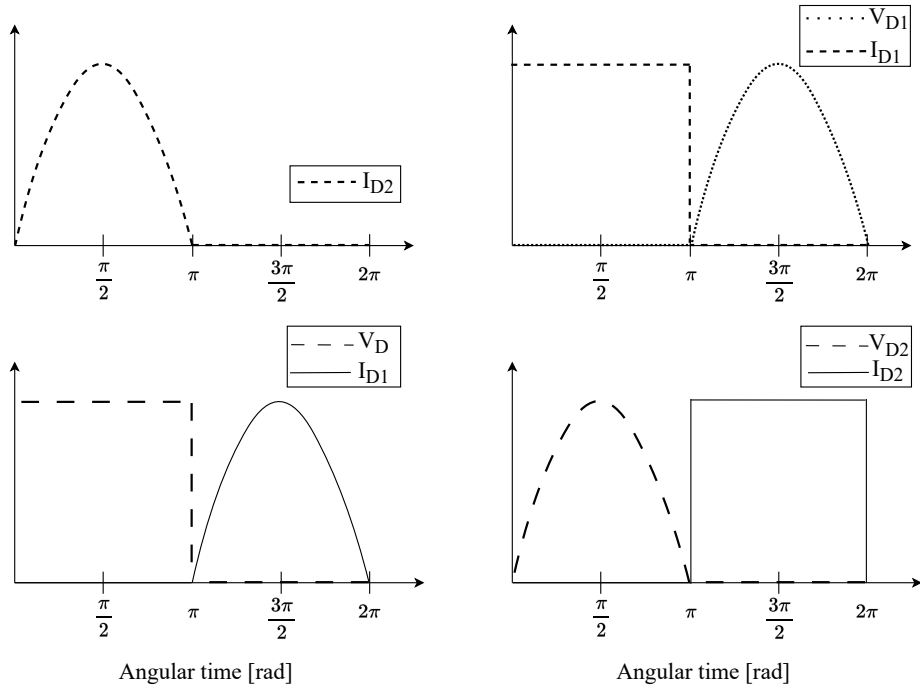 I_D2
π/2 π 3π/2 2π
V_D1
I_D1
π/2 π 3π/2 2π
V_D
I_D1
π/2 π 3π/2 2π
Angular time [rad]
V_D2
I_D2
π/2 π 3π/2 2π
Angular time [rad]